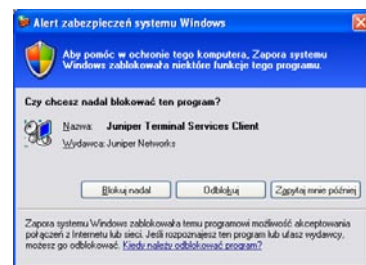 Alert zabezpieczeń systemu Windows
Aby pomóc w ochronie tego komputera, Zapora systemu
Windows zablokowała niektóre funkcje tego programu.
Czy chcesz nadal blokować ten program?
Nazwa: Juniper Terminal Services Client
Wydawca: Juniper Networks
Blokuj nadal Odblokuj Zapytaj mnie później
Zapora systemu Windows zablokowała temu programowi możliwość akceptowania
połączeń z Internetu lub sieci. Jeśli rozpoznajesz ten program lub ufasz wydawcy,
możesz go odblokować. Kiedy należy odblokować program?